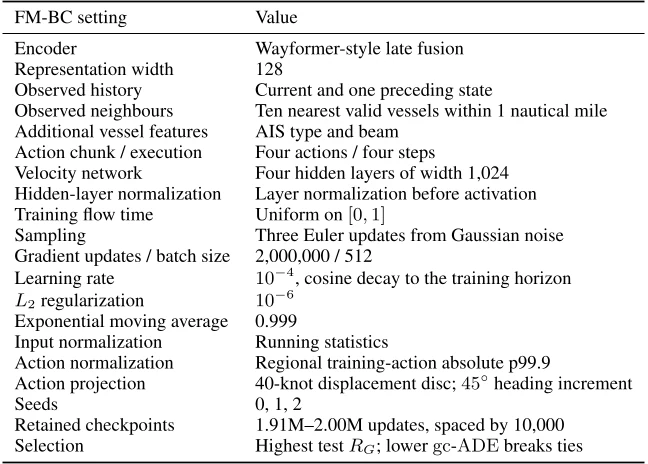 FM-BC setting Value
Encoder Wayformer-style late fusion
Representation width 128
Observed history Current and one preceding state
Observed neighbours Ten nearest valid vessels within 1 nautical mile
Additional vessel features AIS type and beam
Action chunk / execution Four actions / four steps
Velocity network Four hidden layers of width 1,024
Hidden-layer normalization Layer normalization before activation
Training flow time Uniform on [0, 1]
Sampling Three Euler updates from Gaussian noise
Gradient updates / batch size 2,000,000 / 512
Learning rate 10⁻⁴, cosine decay to the training horizon
L₂ regularization 10⁻⁶
Exponential moving average 0.999
Input normalization Running statistics
Action normalization Regional training-action absolute p99.9
Action projection 40-knot displacement disc; 45° heading increment
Seeds 0, 1, 2
Retained checkpoints 1.91M–2.00M updates, spaced by 10,000
Selection Highest test R_G; lower gc-ADE breaks ties